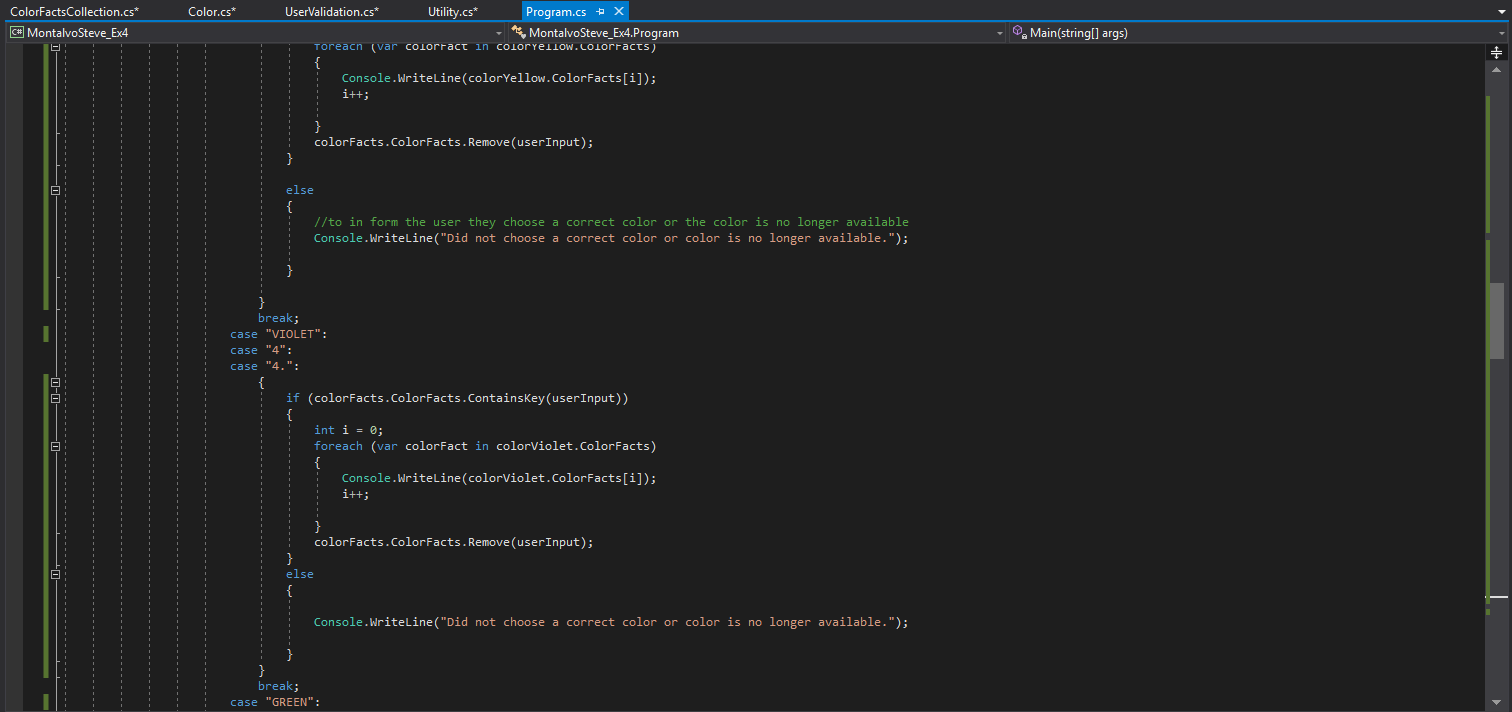 ColorFactsCollection.cs* Color.cs* UserValidation.cs* Utility.cs* Program.cs
C# MontalvoSteve_Ex4 MontalvoSteve_Ex4.Program Main(string[] args)
foreach (var colorFact in colorYellow.ColorFacts)
{
Console.WriteLine(colorYellow.ColorFacts[i]);
i++;
}
colorFacts.ColorFacts.Remove(userInput);
}
else
{
//to in form the user they choose a correct color or the color is no longer available
Console.WriteLine("Did not choose a correct color or color is no longer available.");
}
}
break;
case "VIOLET":
case "4":
case "4.":
{
if (colorFacts.ColorFacts.ContainsKey(userInput))
{
int i = 0;
foreach (var colorFact in colorViolet.ColorFacts)
{
Console.WriteLine(colorViolet.ColorFacts[i]);
i++;
}
colorFacts.ColorFacts.Remove(userInput);
}
else
{
Console.WriteLine("Did not choose a correct color or color is no longer available.");
}
}
break;
case "GREEN":